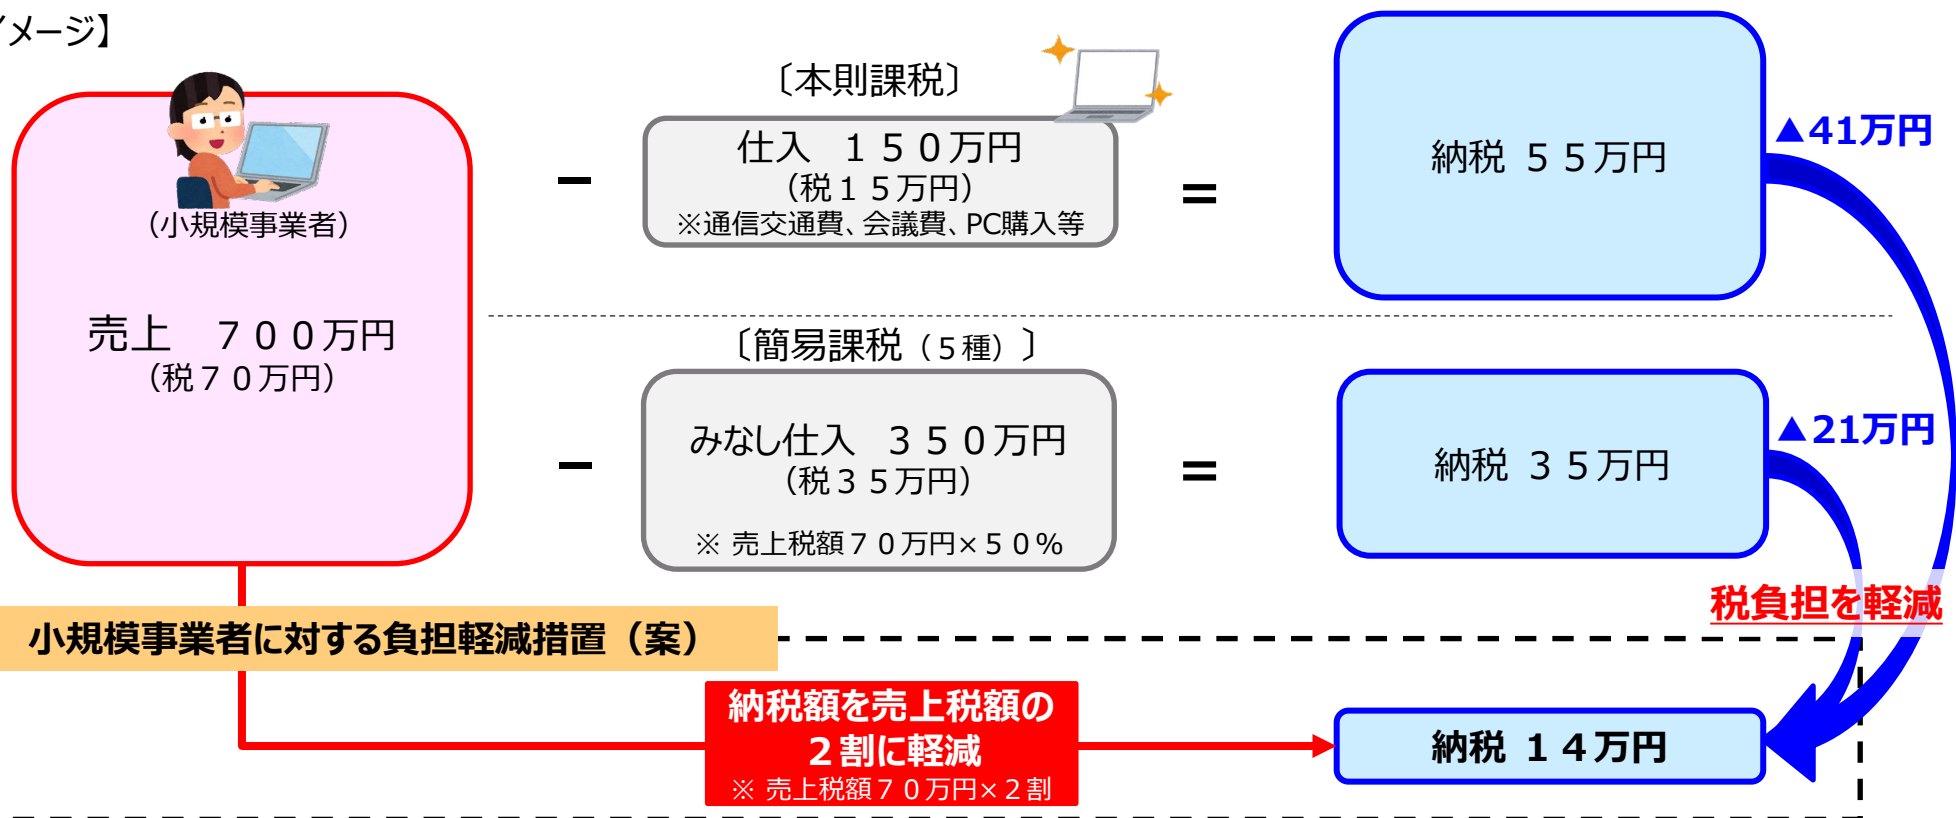 イメージ】
（小規模事業者）
売上　７００万円
（税７０万円）
－
〔本則課税〕
仕入　１５０万円
（税１５万円）
※通信交通費、会議費、PC購入等
＝
納税 ５５万円
▲41万円
〔簡易課税（５種）〕
－
みなし仕入　３５０万円
（税３５万円）
※ 売上税額７０万円×５０％
＝
納税 ３５万円
▲21万円
税負担を軽減
小規模事業者に対する負担軽減措置（案）
納税額を売上税額の
２割に軽減
※ 売上税額７０万円×２割
納税 １４万円